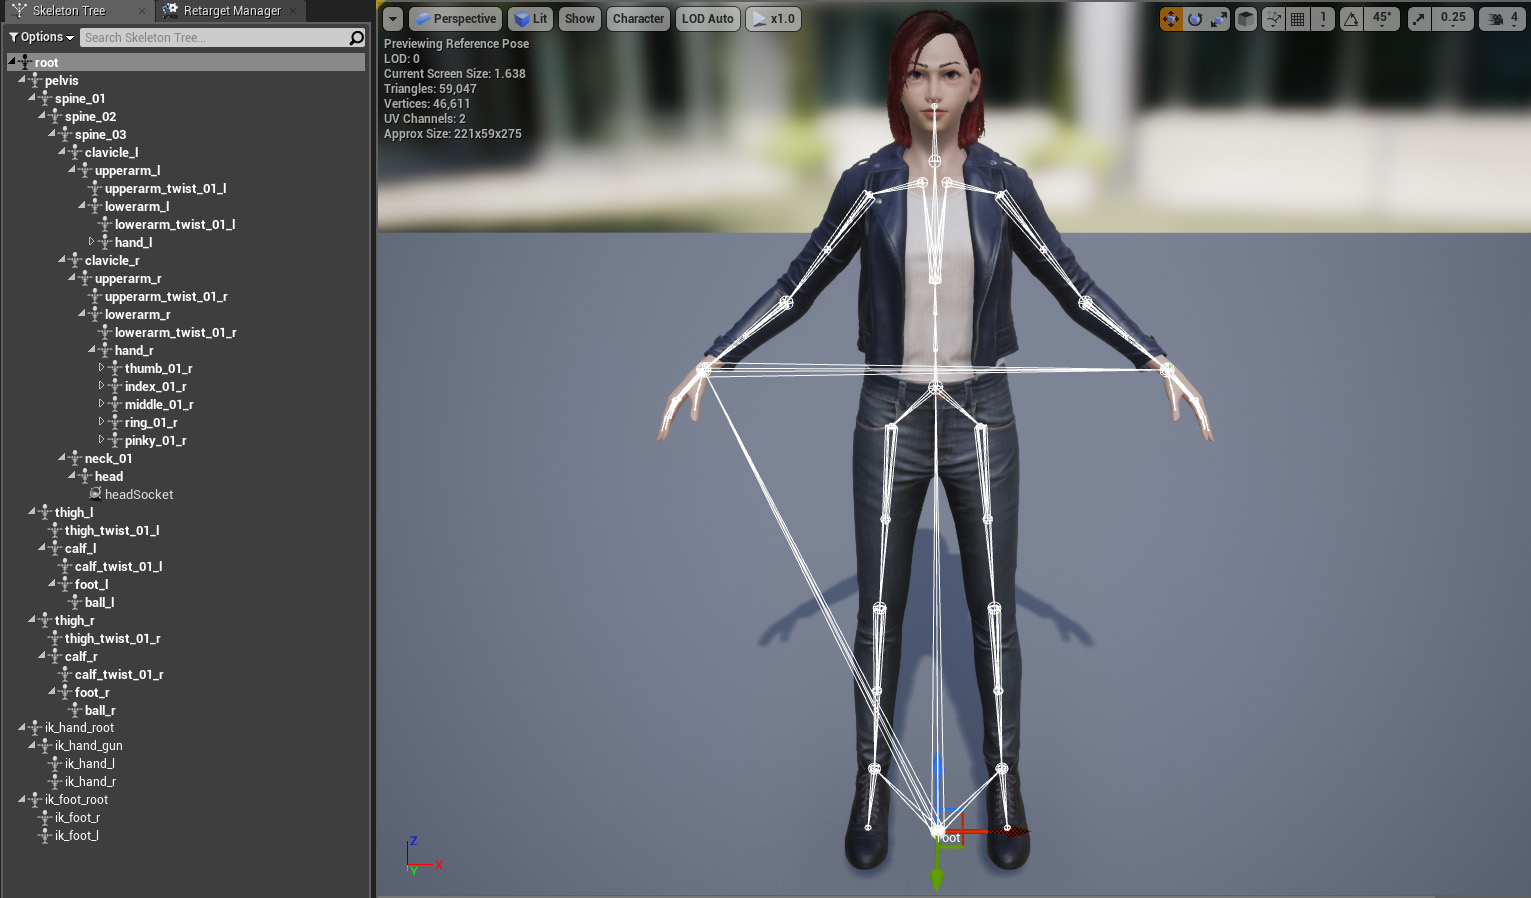 Skeleton Tree
Retarget Manager
Options
Search Skeleton Tree...
root
pelvis
spine_01
spine_02
spine_03
clavicle_l
upperarm_l
upperarm_twist_01_l
lowerarm_l
lowerarm_twist_01_l
hand_l
clavicle_r
upperarm_r
upperarm_twist_01_r
lowerarm_r
lowerarm_twist_01_r
hand_r
thumb_01_r
index_01_r
middle_01_r
ring_01_r
pinky_01_r
neck_01
head
headSocket
thigh_l
thigh_twist_01_l
calf_l
calf_twist_01_l
foot_l
ball_l
thigh_r
thigh_twist_01_r
calf_r
calf_twist_01_r
foot_r
ball_r
ik_hand_root
ik_hand_gun
ik_hand_l
ik_hand_r
ik_foot_root
ik_foot_r
ik_foot_l
Perspective Lit Show Character LOD Auto x1.0
1 45° 0.25 4
Previewing Reference Pose
LOD: 0
Current Screen Size: 1.638
Triangles: 59,047
Vertices: 46,611
UV Channels: 2
Approx Size: 221x59x275
root
Z
X
Y